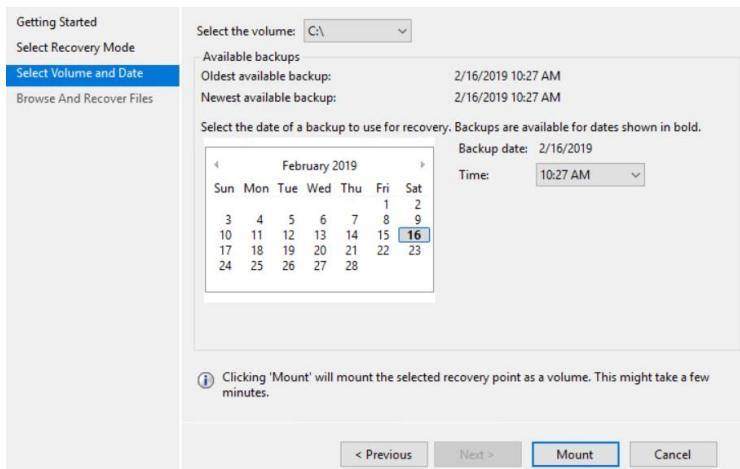 Getting Started
Select Recovery Mode
Select Volume and Date
Browse And Recover Files
Select the volume: C:\
Available backups
Oldest available backup: 2/16/2019 10:27 AM
Newest available backup: 2/16/2019 10:27 AM
Select the date of a backup to use for recovery. Backups are available for dates shown in bold.
Backup date: 2/16/2019
Time: 10:27 AM
February 2019
Sun Mon Tue Wed Thu Fri Sat
1 2
3 4 5 6 7 8 9
10 11 12 13 14 15 16
17 18 19 20 21 22 23
24 25 26 27 28
Clicking 'Mount' will mount the selected recovery point as a volume. This might take a few
minutes.
< Previous Next > Mount Cancel